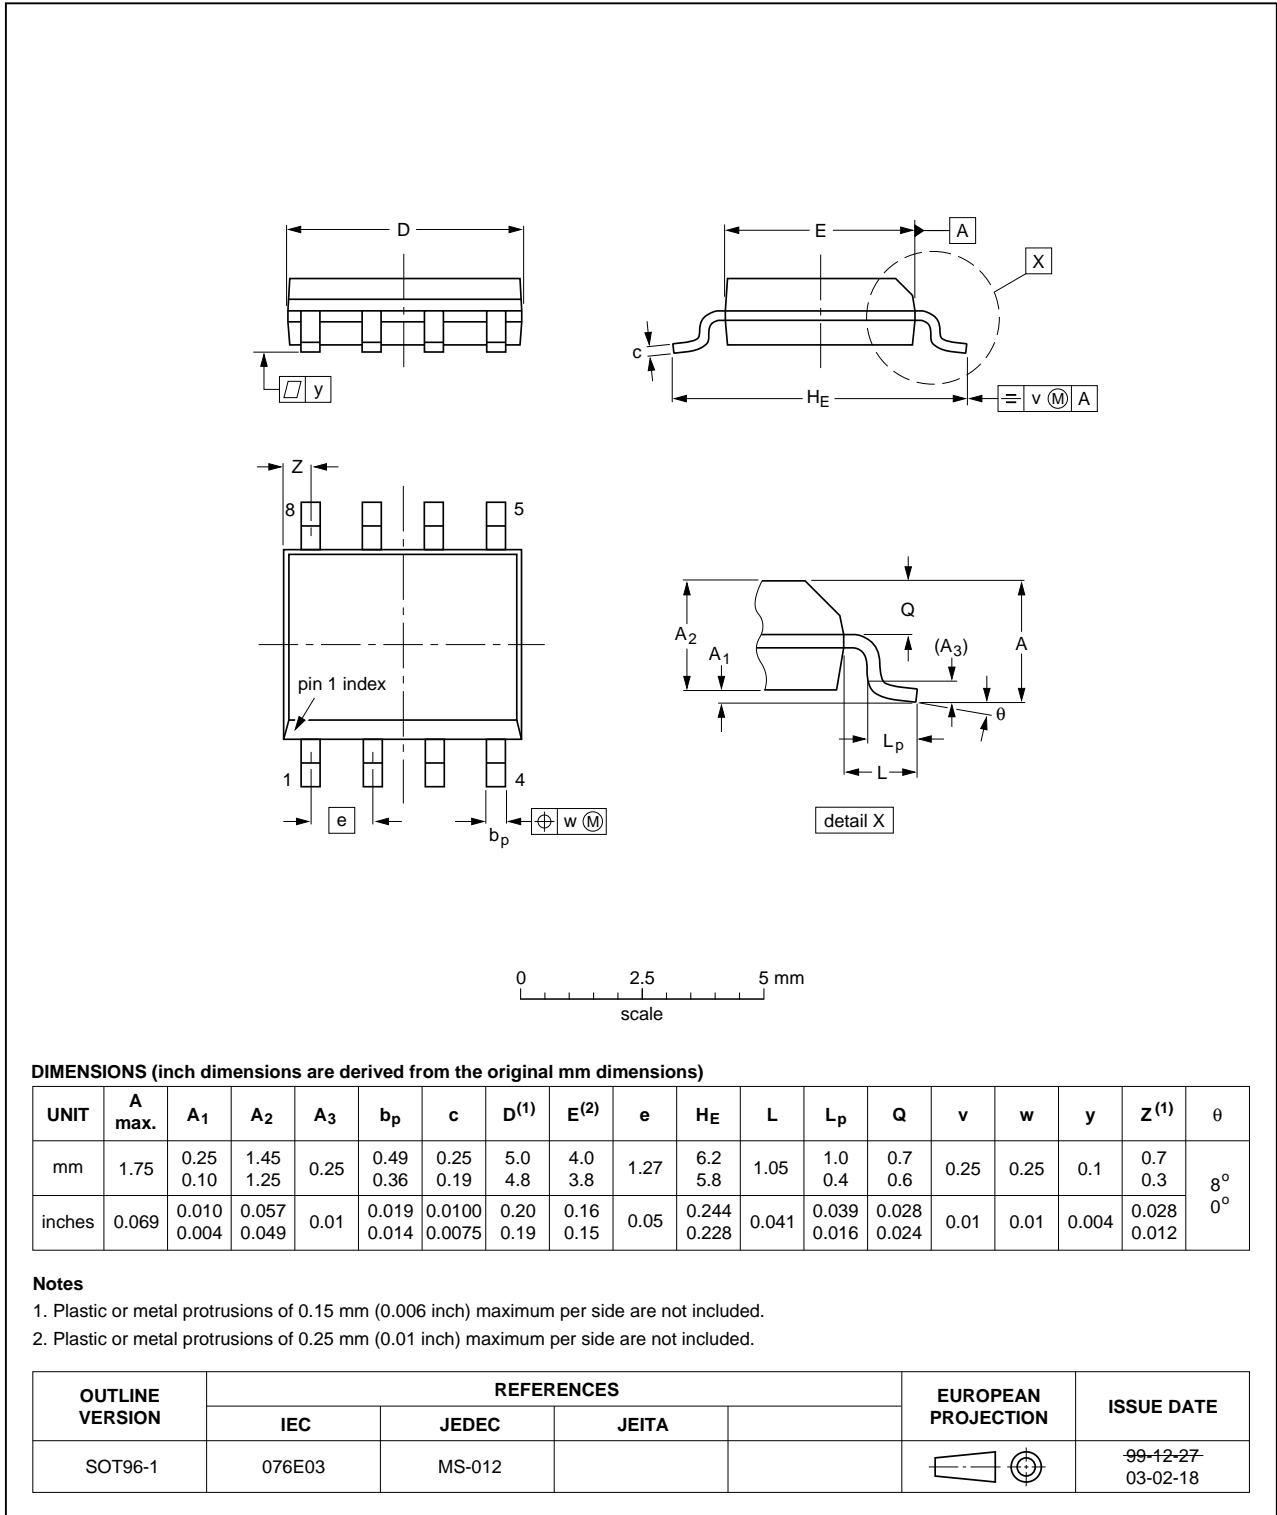 D
E
A
X
c
y
HE
v M A
Z
8
5
pin 1 index
1
4
e
bp
w M
A2
A1
Q
(A3)
A
θ
Lp
L
detail X
0 2.5 5 mm
scale
DIMENSIONS (inch dimensions are derived from the original mm dimensions)
UNIT A max. A1 A2 A3 bp c D(1) E(2) e HE L Lp Q v w y Z(1) θ
mm 1.75 0.25 0.10 1.45 1.25 0.25 0.49 0.36 0.25 0.19 5.0 4.8 4.0 3.8 1.27 6.2 5.8 1.05 1.0 0.4 0.7 0.6 0.25 0.25 0.1 0.7 0.3 8o 0o
inches 0.069 0.010 0.004 0.057 0.049 0.01 0.019 0.014 0.0100 0.0075 0.20 0.19 0.16 0.15 0.05 0.244 0.228 0.041 0.039 0.016 0.028 0.024 0.01 0.01 0.004 0.028 0.012
Notes
1. Plastic or metal protrusions of 0.15 mm (0.006 inch) maximum per side are not included.
2. Plastic or metal protrusions of 0.25 mm (0.01 inch) maximum per side are not included.
OUTLINE VERSION REFERENCES EUROPEAN PROJECTION ISSUE DATE
IEC JEDEC JEITA
SOT96-1 076E03 MS-012 99-12-27
03-02-18